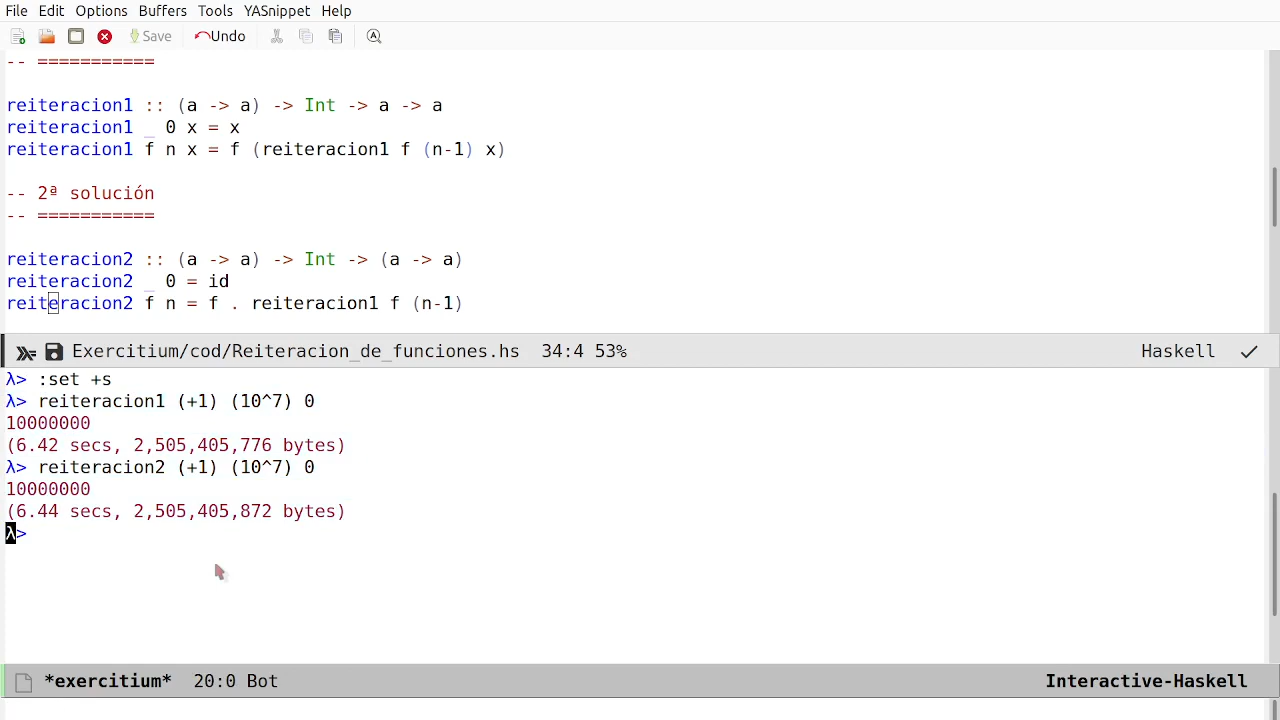 File Edit Options Buffers Tools YASnippet Help
Save Undo
-- ===========
reiteracion1 :: (a -> a) -> Int -> a -> a
reiteracion1 _ 0 x = x
reiteracion1 f n x = f (reiteracion1 f (n-1) x)
-- 2ª solución
-- ===========
reiteracion2 :: (a -> a) -> Int -> (a -> a)
reiteracion2 _ 0 = id
reiteracion2 f n = f . reiteracion1 f (n-1)
Exercitium/cod/Reiteracion_de_funciones.hs 34:4 53% Haskell
λ> :set +s
λ> reiteracion1 (+1) (10^7) 0
10000000
(6.42 secs, 2,505,405,776 bytes)
λ> reiteracion2 (+1) (10^7) 0
10000000
(6.44 secs, 2,505,405,872 bytes)
λ>
*exercitium* 20:0 Bot Interactive-Haskell